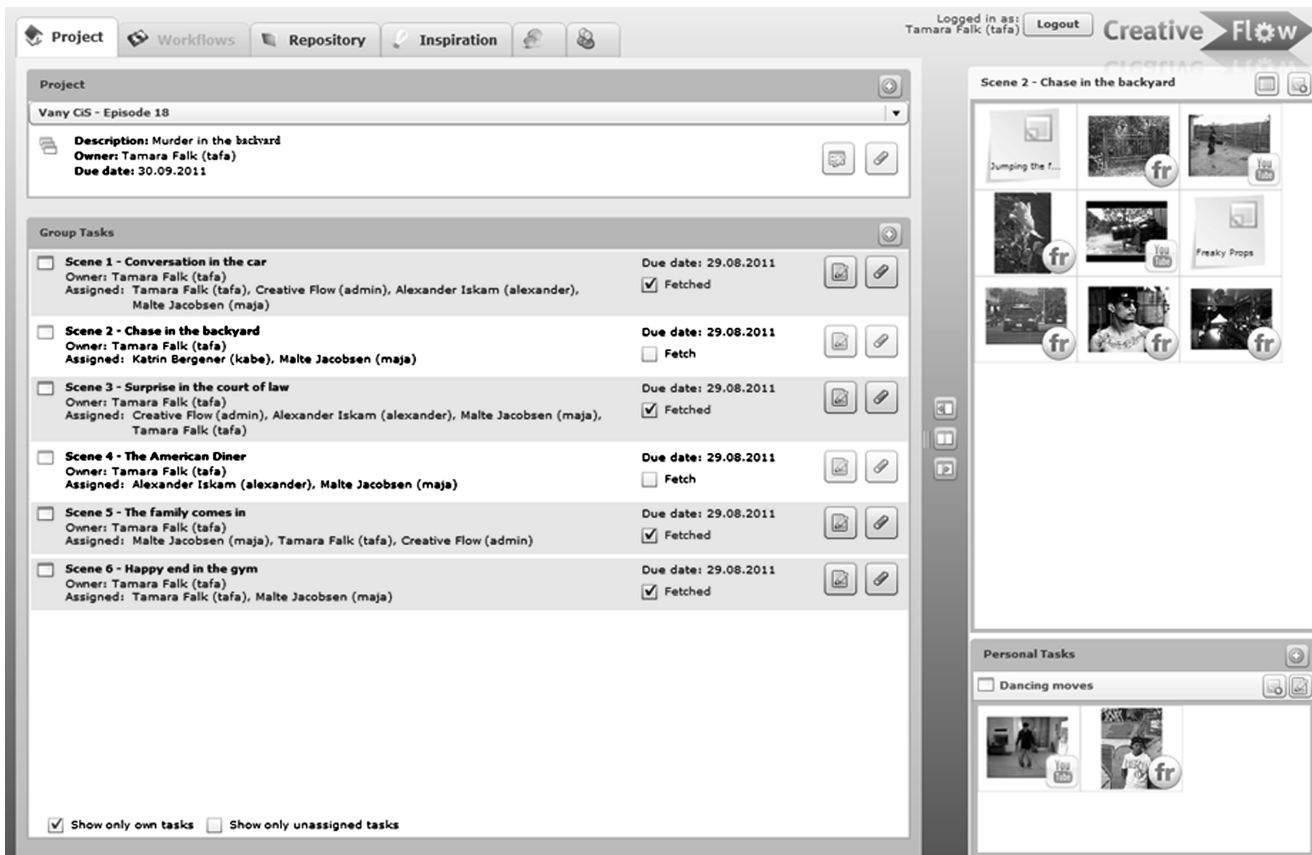 Project
Workflows
Repository
Inspiration
Logged in as:
Tamara Falk (tafa)
Logout
Creative Flow
Project
Vany CiS - Episode 18
Description: Murder in the backyard
Owner: Tamara Falk (tafa)
Due date: 30.09.2011
Group Tasks
Scene 1 - Conversation in the car
Owner: Tamara Falk (tafa)
Assigned: Tamara Falk (tafa), Creative Flow (admin), Alexander Iskam (alexander),
Malte Jacobsen (maja)
Due date: 29.08.2011
Fetched
Scene 2 - Chase in the backyard
Owner: Tamara Falk (tafa)
Assigned: Katrin Bergener (kabe), Malte Jacobsen (maja)
Due date: 29.08.2011
Fetch
Scene 3 - Surprise in the court of law
Owner: Tamara Falk (tafa)
Assigned: Creative Flow (admin), Alexander Iskam (alexander), Malte Jacobsen (maja),
Tamara Falk (tafa)
Due date: 29.08.2011
Fetched
Scene 4 - The American Diner
Owner: Tamara Falk (tafa)
Assigned: Alexander Iskam (alexander), Malte Jacobsen (maja)
Due date: 29.08.2011
Fetch
Scene 5 - The family comes in
Owner: Tamara Falk (tafa)
Assigned: Malte Jacobsen (maja), Tamara Falk (tafa), Creative Flow (admin)
Due date: 29.08.2011
Fetched
Scene 6 - Happy end in the gym
Owner: Tamara Falk (tafa)
Assigned: Tamara Falk (tafa), Malte Jacobsen (maja)
Due date: 29.08.2011
Fetched
Show only own tasks
Show only unassigned tasks
Scene 2 - Chase in the backyard
Jumping the f...
fr
You
Tube
fr
You
Tube
Freaky Props
fr
fr
fr
Personal Tasks
Dancing moves
You
Tube
fr